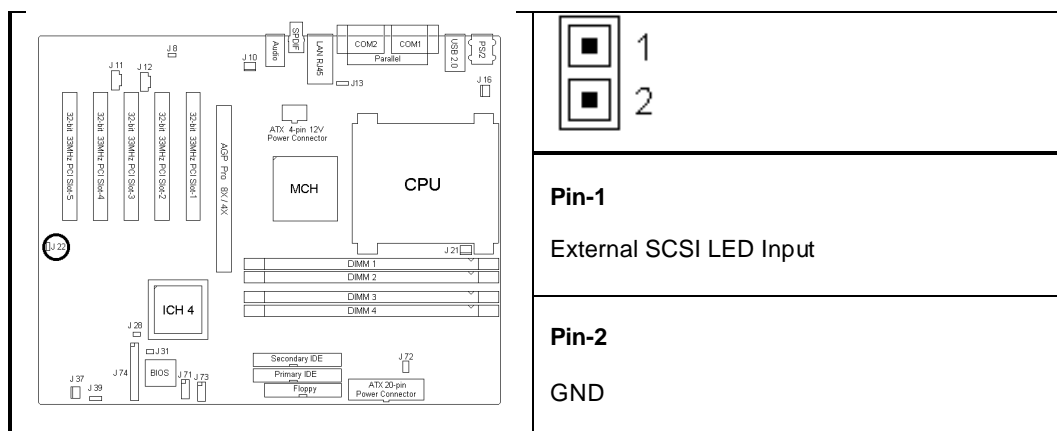 J 8
J 10
Audio
SPDIF
LAN RJ45
COM2
COM1
Parallel
USB 2.0
PS/2
J 11
J 12
J13
J 16
32-bit 33MHz PCI Slot-5
32-bit 33MHz PCI Slot-4
32-bit 33MHz PCI Slot-3
32-bit 33MHz PCI Slot-2
32-bit 33MHz PCI Slot-1
AGP Pro 8X / 4X
ATX 4-pin 12V
Power Connector
MCH
CPU
J 22
J 21
DIMM 1
DIMM 2
DIMM 3
DIMM 4
ICH 4
J 28
J 31
J 74
BIOS
J 71
J 73
J 37
J 39
Secondary IDE
Primary IDE
Floppy
J 72
ATX 20-pin
Power Connector
1
2
Pin-1
External SCSI LED Input
Pin-2
GND